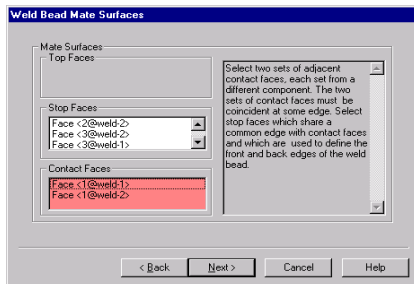 Weld Bead Mate Surfaces
Mate Surfaces
Top Faces
Stop Faces
Face <2@weld-2>
Face <3@weld-2>
Face <3@weld-1>
Contact Faces
Face <1@weld-1>
Face <1@weld-2>
Select two sets of adjacent
contact faces, each set from a
different component. The two
sets of contact faces must be
coincident at some edge. Select
stop faces which share a
common edge with contact faces
and which are used to define the
front and back edges of the weld
bead.
< Back
Next >
Cancel
Help